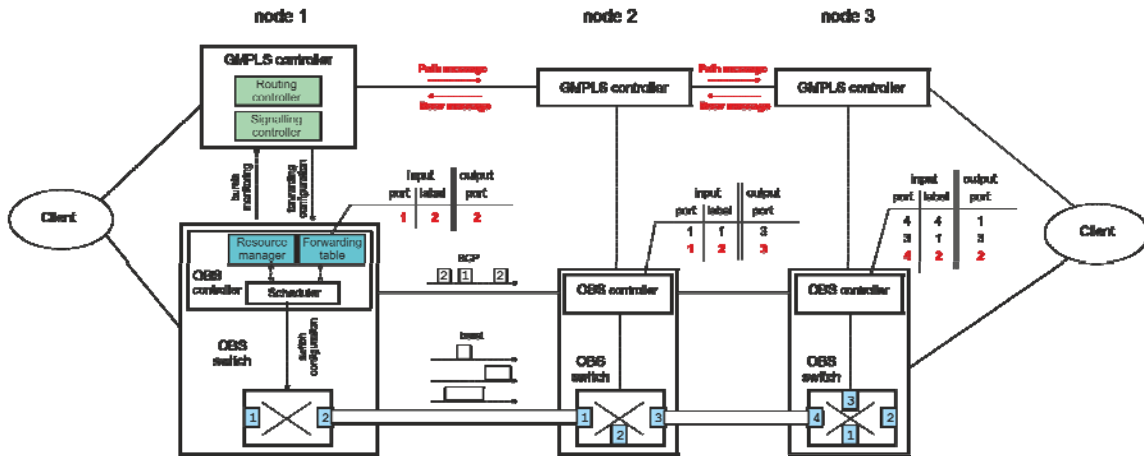 node 1
node 2
node 3
GMPLS controller
Routing
controller
Signalling
controller
Path message
Path message
GMPLS controller
GMPLS controller
bursts
monitoring
forwarding
configuration
Client
Client
input output
port label port
1 2 2
input output
port label port
1 1 3
1 2 3
input output
port label port
4 4 1
3 1 3
4 2 2
Resource
manager
Forwarding
table
OBS
controller
Scheduler
BCP
2 1 2
OBS controller
OBS controller
OBS
switch
switch
configuration
burst
OBS
switch
OBS
switch
1 2
1 2 3
4 3 1 2